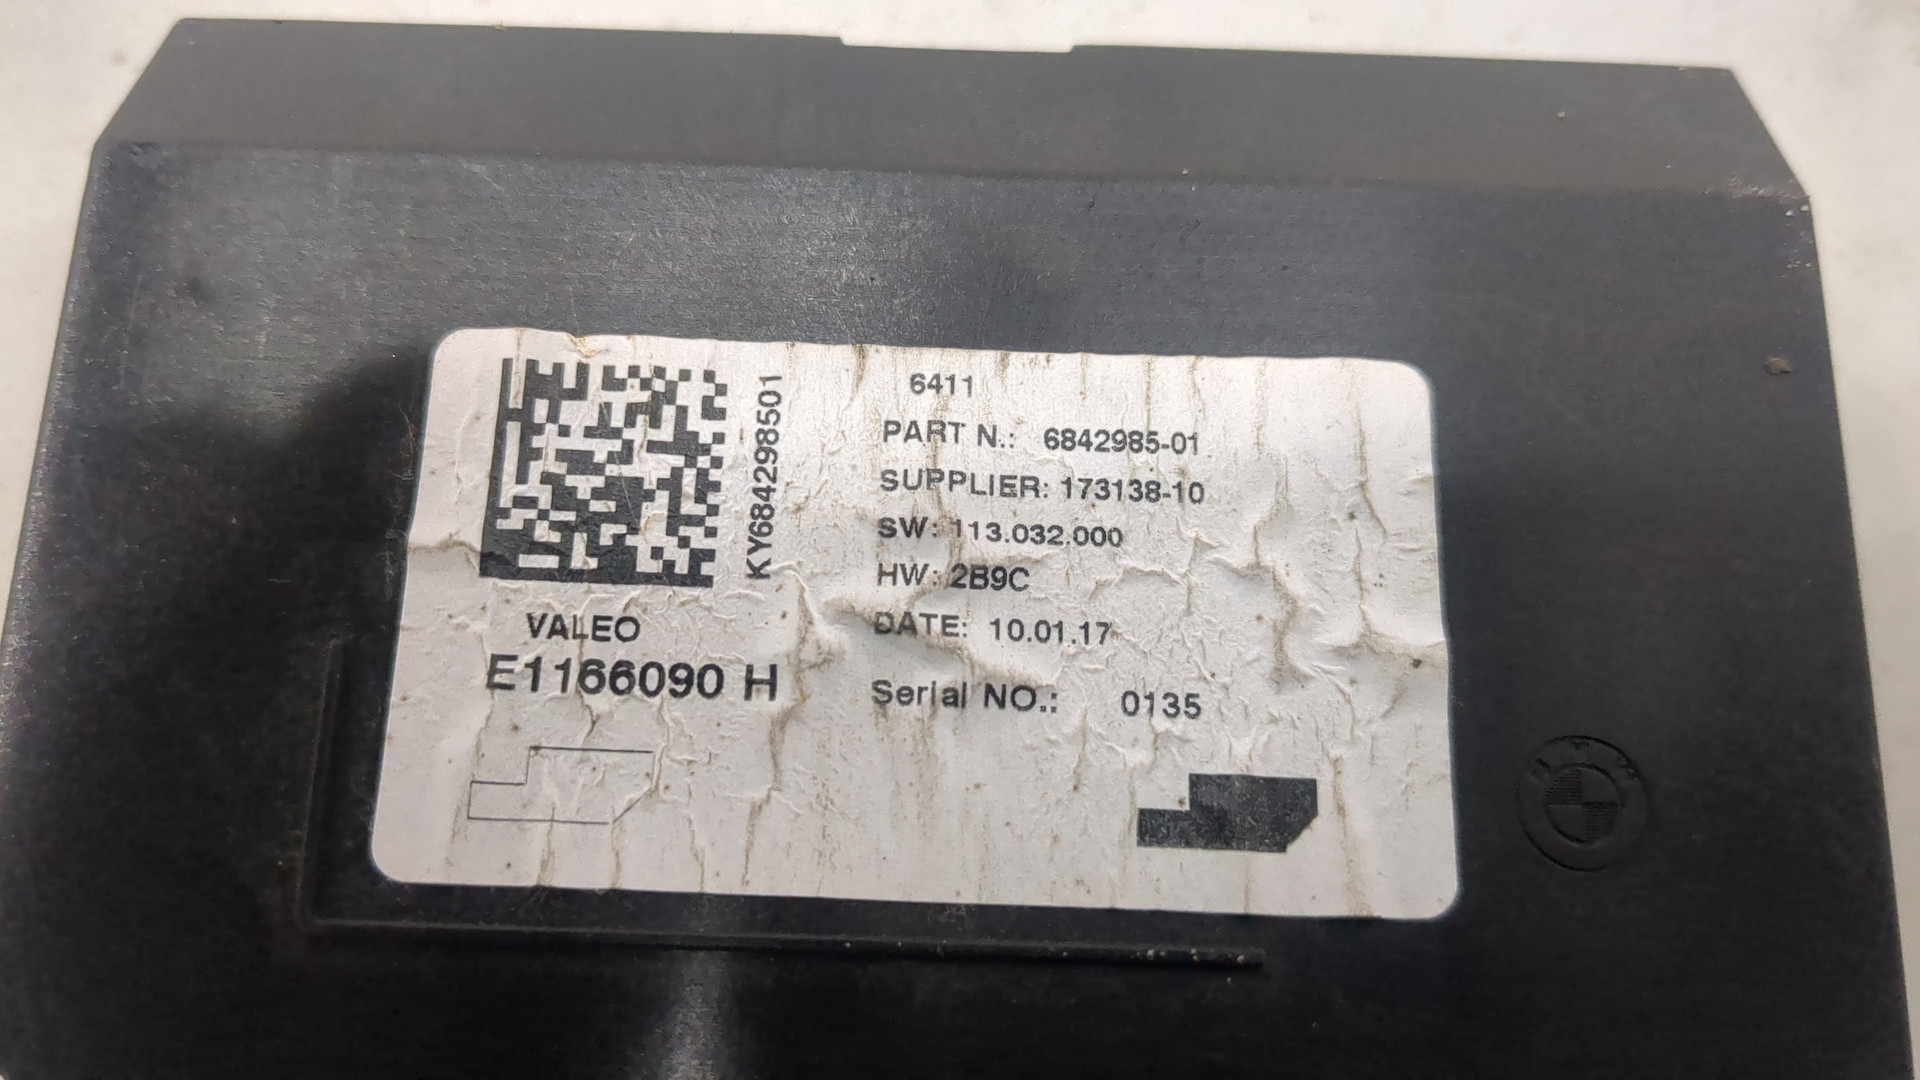 6411
PART N.: 6842985-01
SUPPLIER: 173138-10
SW: 113.032.000
HW: 2B9C
DATE: 10.01.17
Serial NO.: 0135
KY684298501
VALEO
E1166090 H